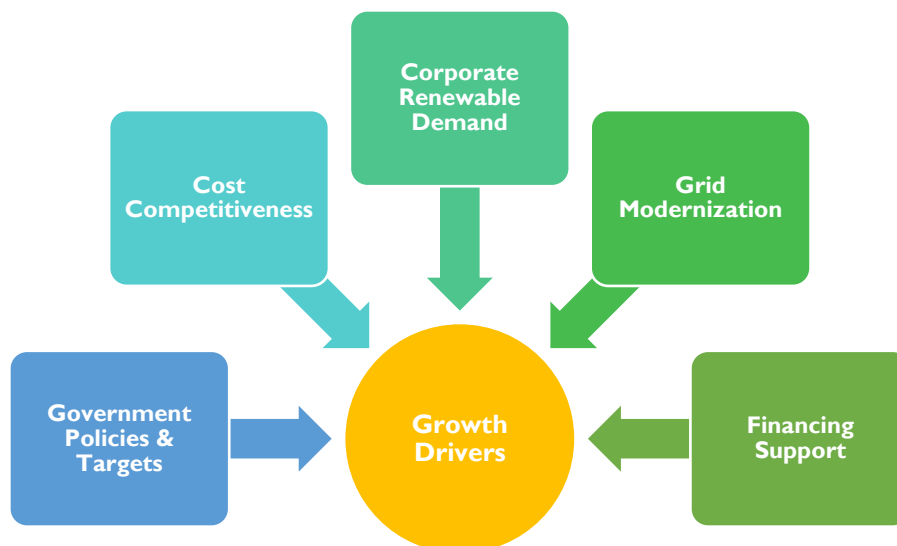 Corporate
Renewable
Demand
Cost
Competitiveness
Grid
Modernization
Government
Policies &
Targets
Growth
Drivers
Financing
Support